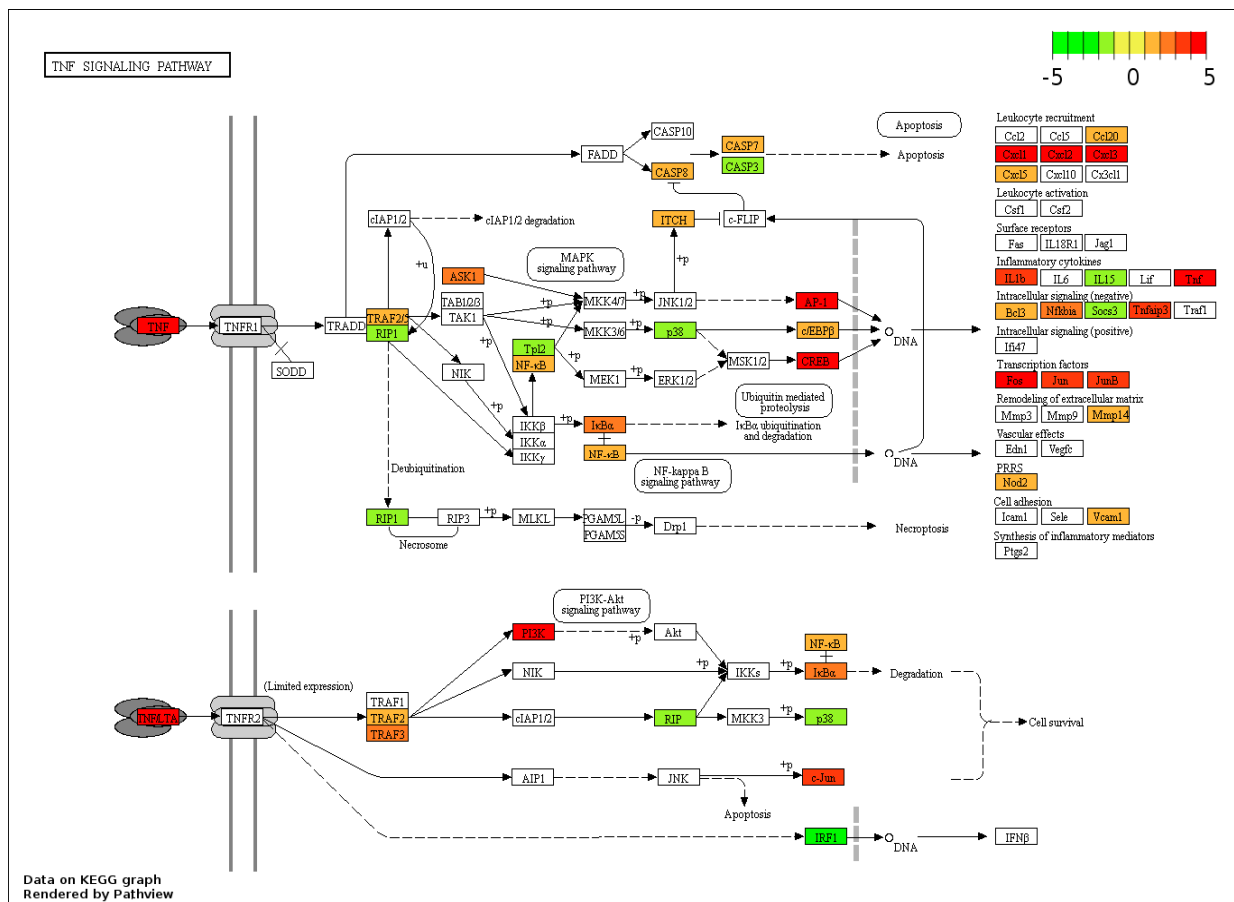 TNF SIGNALING PATHWAY
-5 0 5
Leukocyte recruitment
Ccl2 Ccl5 Ccl20
Cxcl1 Cxcl2 Cxcl3
Cxcl5 Cxcl10 Cx3cl1
Leukocyte activation
Csf1 Csf2
Surface receptors
Fas IL18R1 Jag1
Inflammatory cytokines
IL1b IL6 IL15 Lif Tnf
Intracellular signaling (negative)
Bcl3 Nfkbia Socs3 Tnfaip3 Traf1
Intracellular signaling (positive)
Ifi47
Transcription factors
Fos Jun JunB
Remodeling of extracellular matrix
Mmp3 Mmp9 Mmp14
Vascular effects
Edn1 Vegfc
PRRS
Nod2
Cell adhesion
Icam1 Sele Vcam1
Synthesis of inflammatory mediators
Ptgs2
CASP10
Apoptosis
FADD CASP7 Apoptosis
CASP8 CASP3
cIAP1/2 cIAP1/2 degradation ITCH c-FLIP
+u
MAPK
signaling pathway
+p
ASK1
TAB1/2/3 MKK4/7 +p JNK1/2 AP-1
TNF TNFR1 TRADD TRAF2/5 TAK1 +p
RIP1 +p MKK3/6 +p p38 c/EBPβ DNA
Tpl2
SODD NIK NF-κB MSK1/2 CREB
+p MEK1 +p ERK1/2
+p
Ubiquitin mediated
proteolysis
IKKβ +p IκBα IκBα ubiquitination
and degradation
IKKα
IKKγ NF-κB DNA
Deubiquitination
NF-kappa B
signaling pathway
RIP1 RIP3 +p MLKL PGAM5L -p Drp1 Necroptosis
PGAM5S
Necrosome
PI3K-Akt
signaling pathway
PI3K +p Akt NF-κB
NIK +p IKKs +p IκBα Degradation
(Limited expression)
TRAF1
TNF/LTA TNFR2 TRAF2 cIAP1/2 RIP MKK3 +p p38 Cell survival
TRAF3
AIP1 JNK +p c-Jun
Apoptosis
IRF1 DNA IFNβ
Data on KEGG graph
Rendered by Pathview